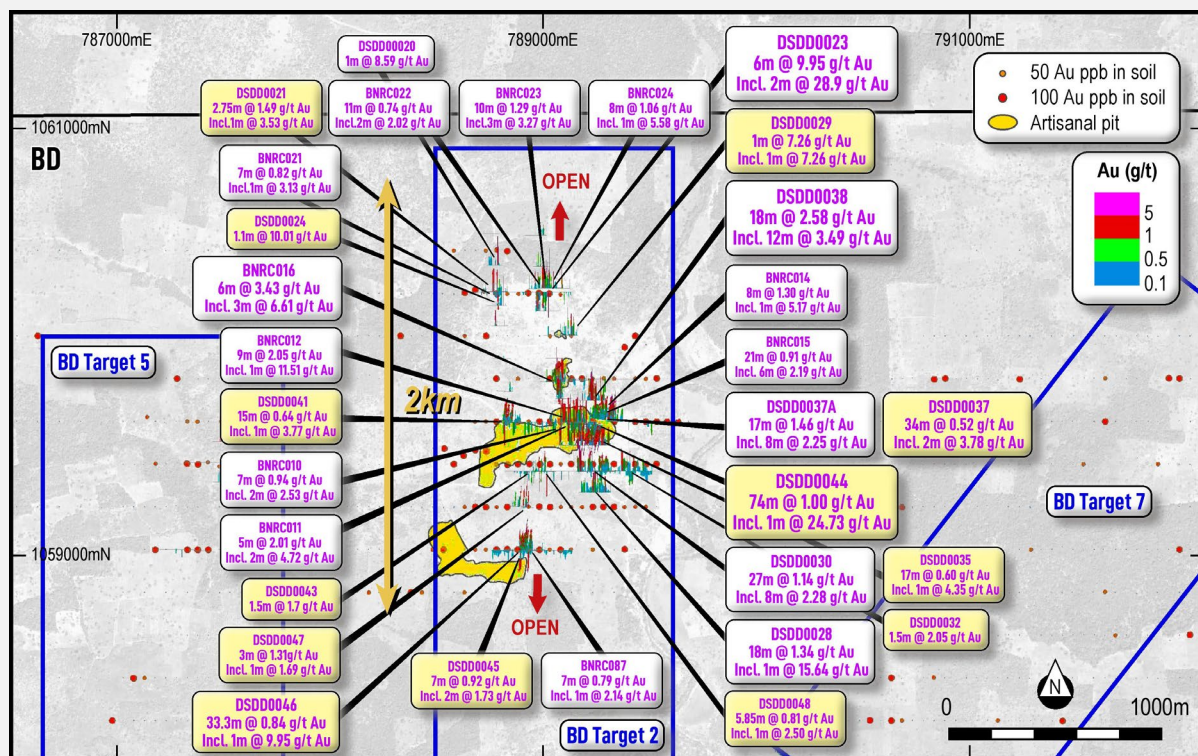 787000mE
789000mE
791000mE
1061000mN
1059000mN
BD
DSDD00020
1m @ 8.59 g/t Au
DSDD0021
2.75m @ 1.49 g/t Au
Incl.1m @ 3.53 g/t Au
BNRC022
11m @ 0.74 g/t Au
Incl.2m @ 2.02 g/t Au
BNRC023
10m @ 1.29 g/t Au
Incl.3m @ 3.27 g/t Au
BNRC024
8m @ 1.06 g/t Au
Incl. 1m @ 5.58 g/t Au
DSDD0023
6m @ 9.95 g/t Au
Incl. 2m @ 28.9 g/t Au
50 Au ppb in soil
100 Au ppb in soil
Artisanal pit
BNRC021
7m @ 0.82 g/t Au
Incl.1m @ 3.13 g/t Au
DSDD0029
1m @ 7.26 g/t Au
Incl. 1m @ 7.26 g/t Au
Au (g/t)
5
1
0.5
0.1
OPEN
DSDD0024
1.1m @ 10.01 g/t Au
DSDD0038
18m @ 2.58 g/t Au
Incl. 12m @ 3.49 g/t Au
BNRC016
6m @ 3.43 g/t Au
Incl. 3m @ 6.61 g/t Au
BNRC014
8m @ 1.30 g/t Au
Incl. 1m @ 5.17 g/t Au
BD Target 5
BNRC012
9m @ 2.05 g/t Au
Incl. 1m @ 11.51 g/t Au
BNRC015
21m @ 0.91 g/t Au
Incl. 6m @ 2.19 g/t Au
2km
DSDD0041
15m @ 0.64 g/t Au
Incl. 1m @ 3.77 g/t Au
DSDD0037A
17m @ 1.46 g/t Au
Incl. 8m @ 2.25 g/t Au
DSDD0037
34m @ 0.52 g/t Au
Incl. 2m @ 3.78 g/t Au
BNRC010
7m @ 0.94 g/t Au
Incl. 2m @ 2.53 g/t Au
DSDD0044
74m @ 1.00 g/t Au
Incl. 1m @ 24.73 g/t Au
BD Target 7
BNRC011
5m @ 2.01 g/t Au
Incl. 2m @ 4.72 g/t Au
DSDD0030
27m @ 1.14 g/t Au
Incl. 8m @ 2.28 g/t Au
DSDD0035
17m @ 0.60 g/t Au
Incl. 1m @ 4.35 g/t Au
DSDD0043
1.5m @ 1.7 g/t Au
OPEN
DSDD0032
1.5m @ 2.05 g/t Au
DSDD0047
3m @ 1.31g/t Au
Incl. 1m @ 1.69 g/t Au
DSDD0028
18m @ 1.34 g/t Au
Incl. 1m @ 15.64 g/t Au
DSDD0045
7m @ 0.92 g/t Au
Incl. 2m @ 1.73 g/t Au
BNRC087
7m @ 0.79 g/t Au
Incl. 1m @ 2.14 g/t Au
DSDD0046
33.3m @ 0.84 g/t Au
Incl. 1m @ 9.95 g/t Au
DSDD0048
5.85m @ 0.81 g/t Au
Incl. 1m @ 2.50 g/t Au
BD Target 2
N
0
1000m